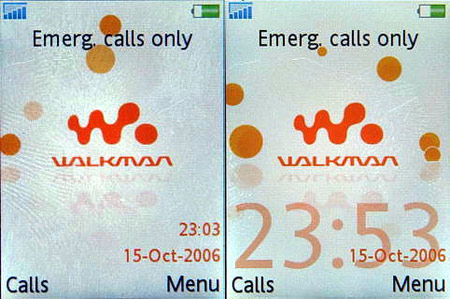 Emerg. calls only
WALKMAN
23:03
15-Oct-2006
Calls Menu
Emerg. calls only
WALKMAN
23:53
15-Oct-2006
Calls Menu